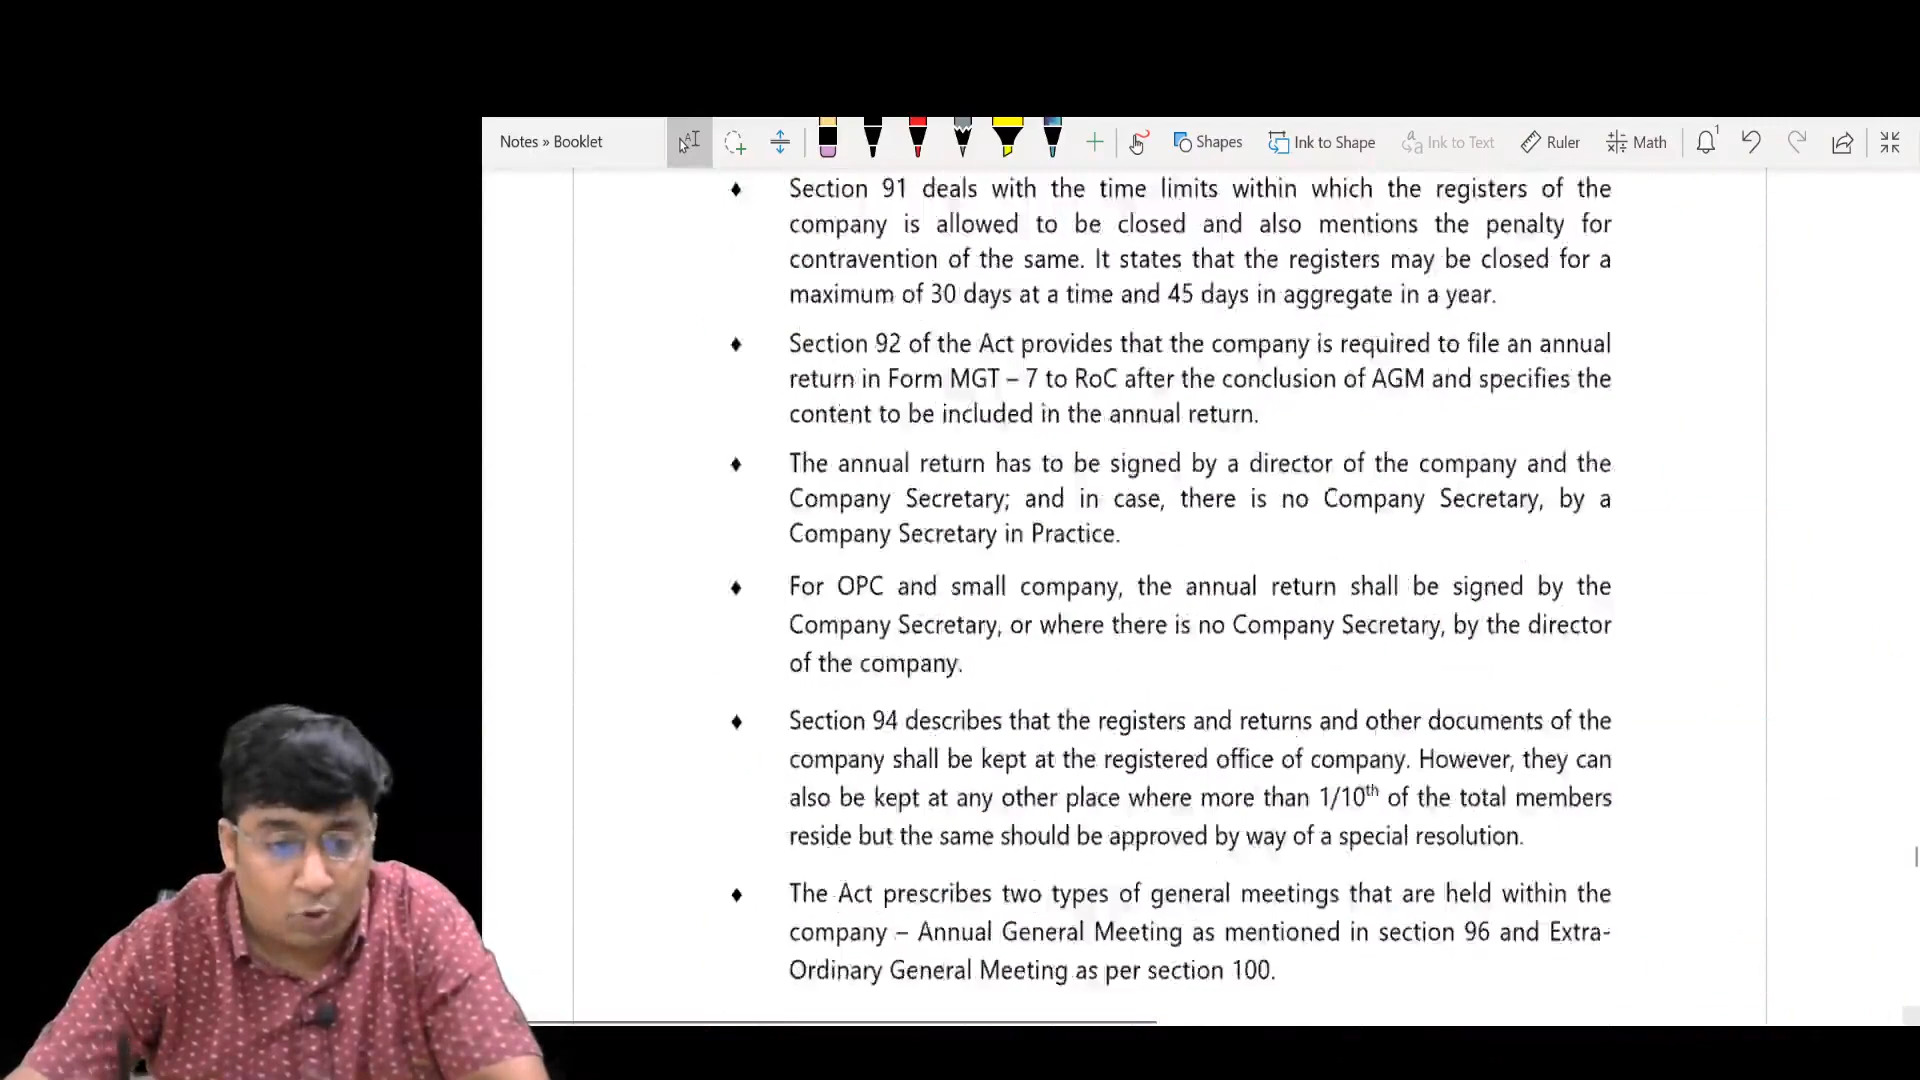 Notes » Booklet
Shapes
Ink to Shape
Ink to Text
Ruler
Math
1
♦ Section 91 deals with the time limits within which the registers of the
company is allowed to be closed and also mentions the penalty for
contravention of the same. It states that the registers may be closed for a
maximum of 30 days at a time and 45 days in aggregate in a year.
♦ Section 92 of the Act provides that the company is required to file an annual
return in Form MGT – 7 to RoC after the conclusion of AGM and specifies the
content to be included in the annual return.
♦ The annual return has to be signed by a director of the company and the
Company Secretary; and in case, there is no Company Secretary, by a
Company Secretary in Practice.
♦ For OPC and small company, the annual return shall be signed by the
Company Secretary, or where there is no Company Secretary, by the director
of the company.
♦ Section 94 describes that the registers and returns and other documents of the
company shall be kept at the registered office of company. However, they can
also be kept at any other place where more than 1/10th of the total members
reside but the same should be approved by way of a special resolution.
♦ The Act prescribes two types of general meetings that are held within the
company – Annual General Meeting as mentioned in section 96 and Extra-
Ordinary General Meeting as per section 100.